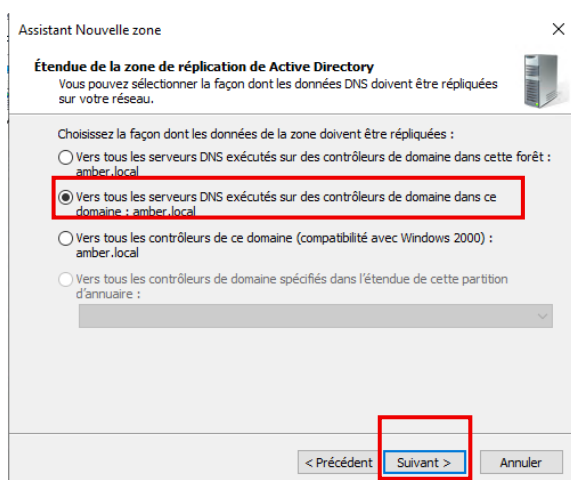 Assistant Nouvelle zone
Étendue de la zone de réplication de Active Directory
Vous pouvez sélectionner la façon dont les données DNS doivent être répliquées
sur votre réseau.
Choisissez la façon dont les données de la zone doivent être répliquées :
Vers tous les serveurs DNS exécutés sur des contrôleurs de domaine dans cette forêt :
amber.local
Vers tous les serveurs DNS exécutés sur des contrôleurs de domaine dans ce
domaine : amber.local
Vers tous les contrôleurs de ce domaine (compatibilité avec Windows 2000) :
amber.local
Vers tous les contrôleurs de domaine spécifiés dans l'étendue de cette partition
d'annuaire :
< Précédent Suivant > Annuler